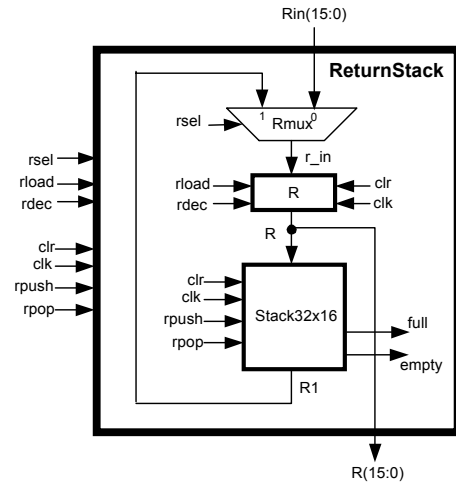 Rin(15:0)
ReturnStack
1 0
Rmux
rsel
r_in
rsel
rload
rdec
rload
rdec
R
clr
clk
R
clr
clk
rpush
rpop
clr
clk
rpush
rpop
Stack32x16
full
empty
R1
R(15:0)